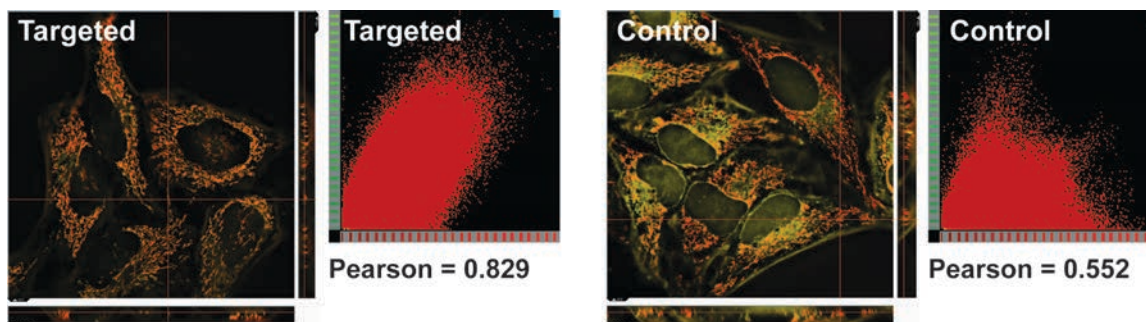 Targeted
Targeted
Control
Control
Pearson = 0.829
Pearson = 0.552